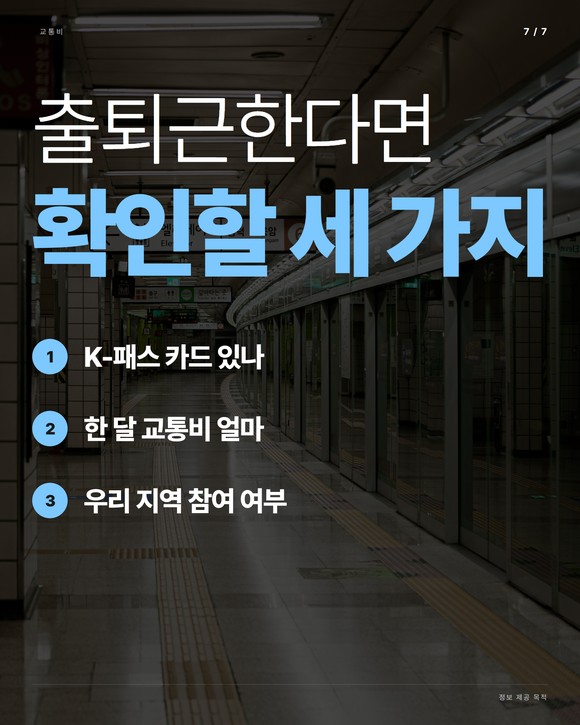 교통비
7 / 7
출퇴근한다면
확인할 세 가지
1 K-패스 카드 있나
2 한 달 교통비 얼마
3 우리 지역 참여 여부
정보 제공 목적